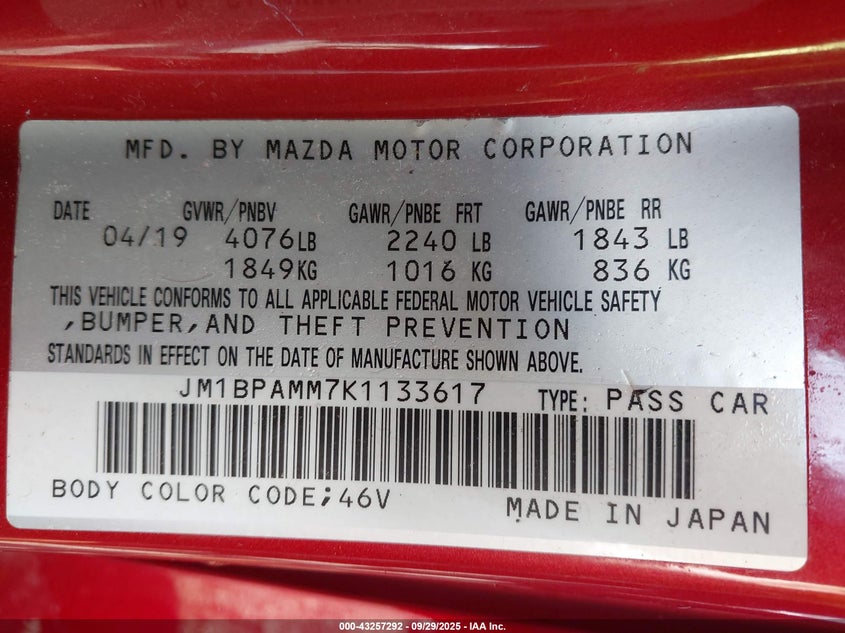 MFD. BY MAZDA MOTOR CORPORATION
DATE GVWR/PNBV GAWR/PNBE FRT GAWR/PNBE RR
04/19 4076LB 2240 LB 1843 LB
1849KG 1016 KG 836 KG
THIS VEHICLE CONFORMS TO ALL APPLICABLE FEDERAL MOTOR VEHICLE SAFETY
,BUMPER,AND THEFT PREVENTION
STANDARDS IN EFFECT ON THE DATE OF MANUFACTURE SHOWN ABOVE.
JM1BPAMM7K1133617 TYPE: PASS CAR
BODY COLOR CODE;46V MADE IN JAPAN
000-43257292 - 09/29/2025 - IAA Inc.